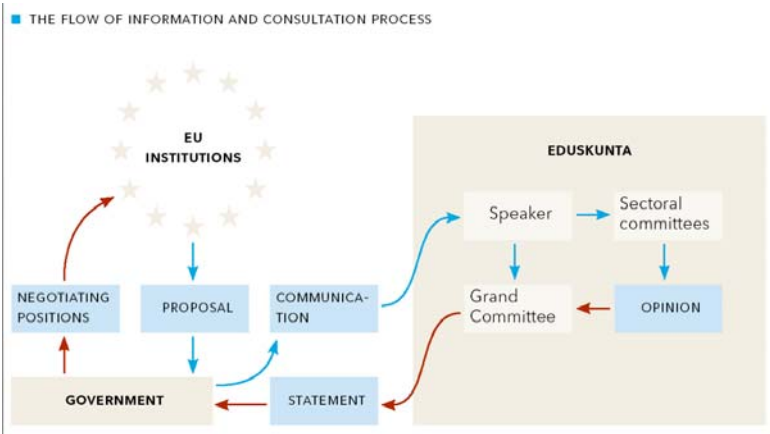 THE FLOW OF INFORMATION AND CONSULTATION PROCESS
EU
INSTITUTIONS
EDUSKUNTA
Speaker
Sectoral
committees
NEGOTIATING
POSITIONS
PROPOSAL
COMMUNICA-
TION
Grand
Committee
OPINION
GOVERNMENT
STATEMENT